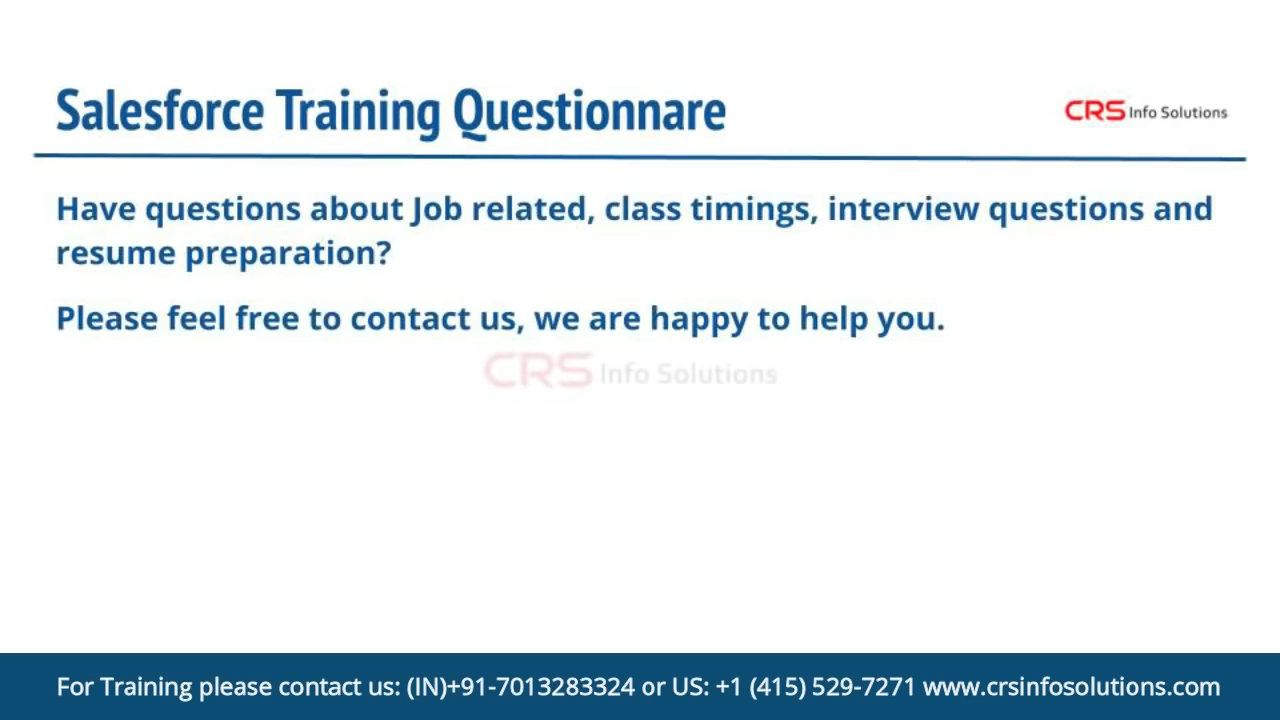 Salesforce Training Questionnare
CRS Info Solutions
Have questions about Job related, class timings, interview questions and
resume preparation?
Please feel free to contact us, we are happy to help you.
CRS Info Solutions
For Training please contact us: (IN)+91-7013283324 or US: +1 (415) 529-7271 www.crsinfosolutions.com